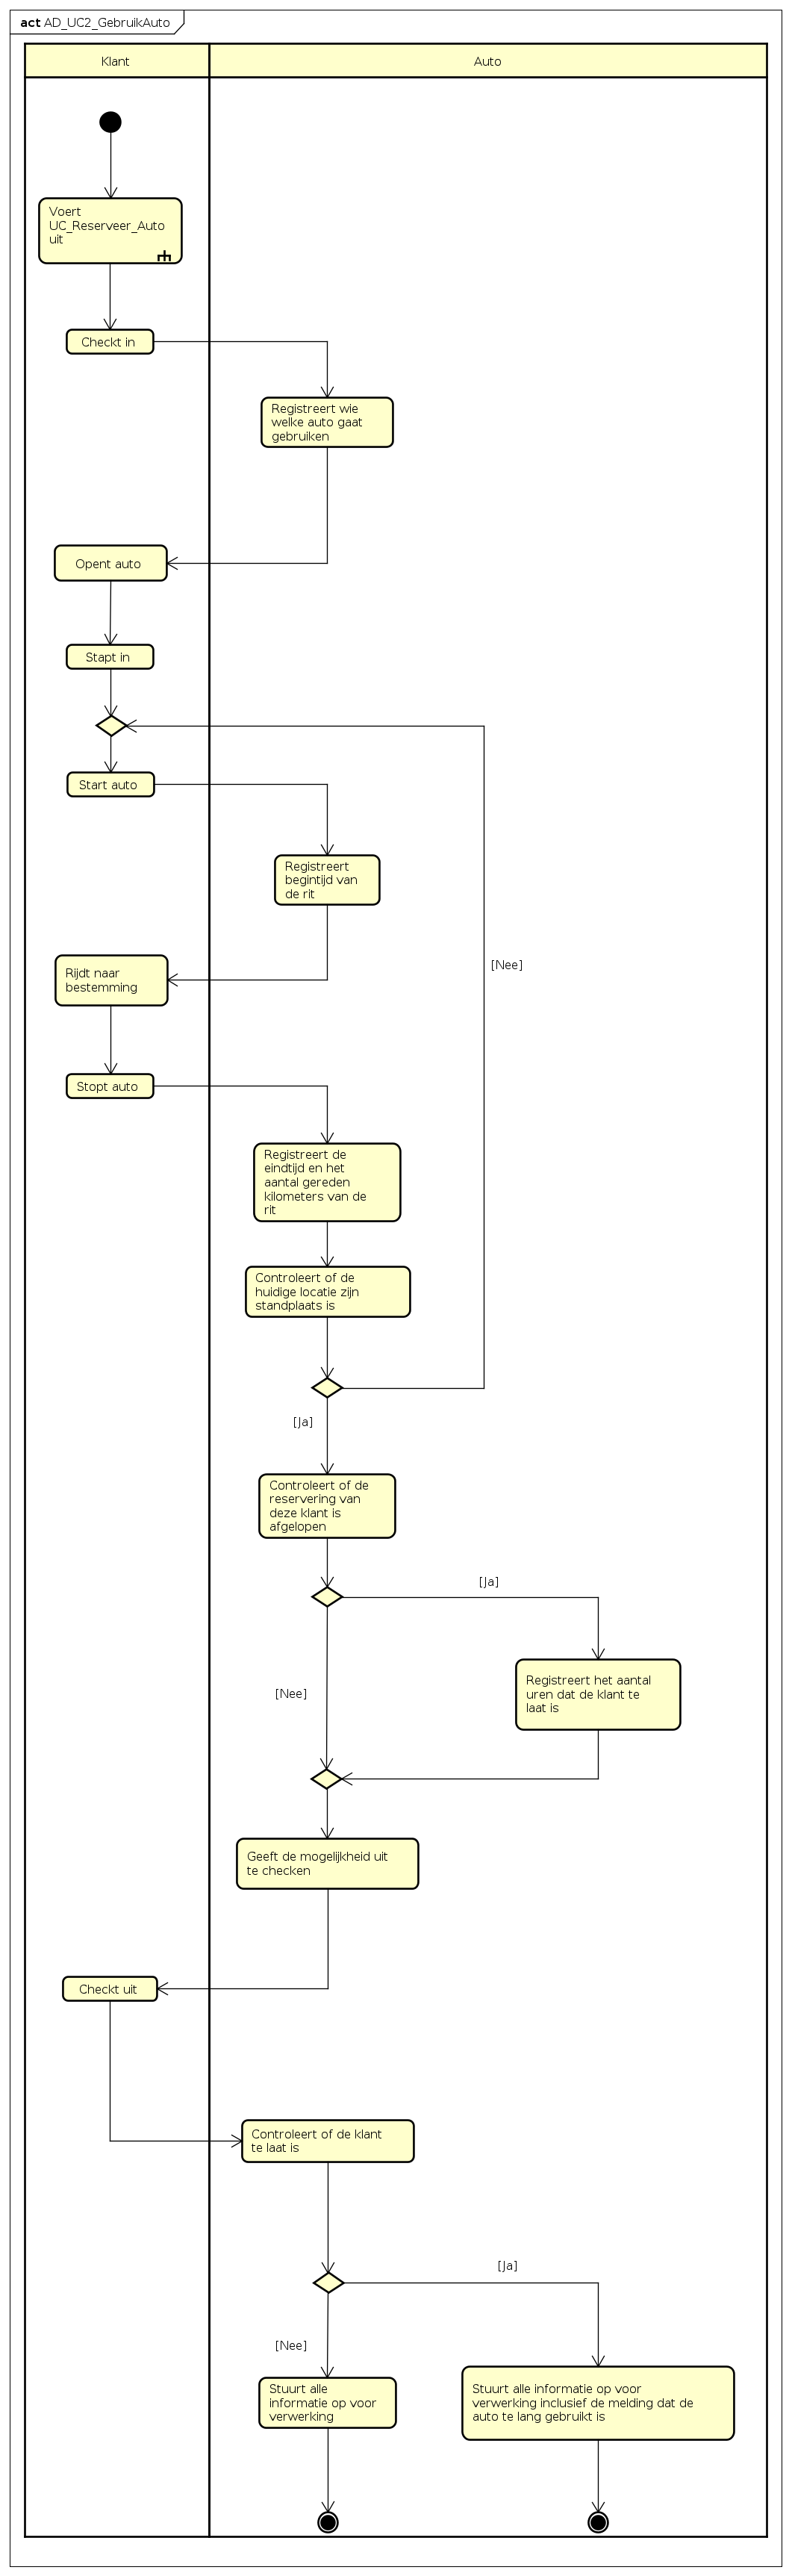 act AD_UC2_GebruikAuto
Klant
Auto
Voert
UC_Reserveer_Auto
uit
Checkt in
Registreert wie
welke auto gaat
gebruiken
Opent auto
Stapt in
Start auto
Registreert
begintijd van
de rit
[Nee]
Rijdt naar
bestemming
Stopt auto
Registreert de
eindtijd en het
aantal gereden
kilometers van de
rit
Controleert of de
huidige locatie zijn
standplaats is
[Ja]
Controleert of de
reservering van
deze klant is
afgelopen
[Ja]
Registreert het aantal
uren dat de klant te
laat is
[Nee]
Geeft de mogelijkheid uit
te checken
Checkt uit
Controleert of de klant
te laat is
[Ja]
[Nee]
Stuurt alle
informatie op voor
verwerking
Stuurt alle informatie op voor
verwerking inclusief de melding dat de
auto te lang gebruikt is